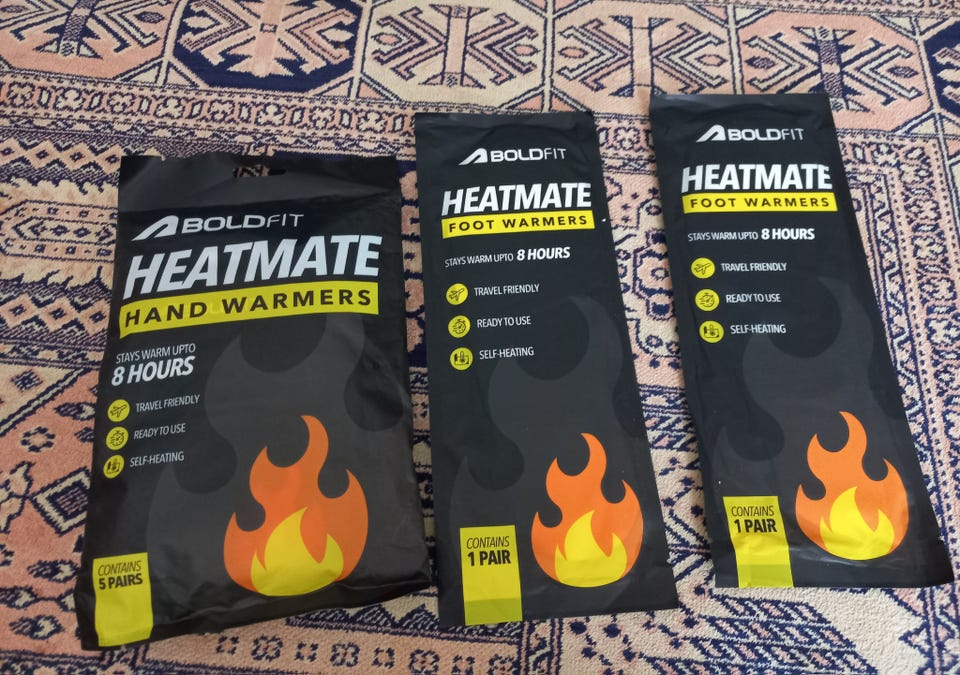 BOLDFIT
HEATMATE
HAND WARMERS
STAYS WARM UPTO
8 HOURS
TRAVEL FRIENDLY
READY TO USE
SELF-HEATING
CONTAINS
5 PAIRS
BOLDFIT
HEATMATE
FOOT WARMERS
STAYS WARM UPTO 8 HOURS
TRAVEL FRIENDLY
READY TO USE
SELF-HEATING
CONTAINS
1 PAIR
BOLDFIT
HEATMATE
FOOT WARMERS
STAYS WARM UPTO 8 HOURS
TRAVEL FRIENDLY
READY TO USE
SELF-HEATING
CONTAINS
1 PAIR